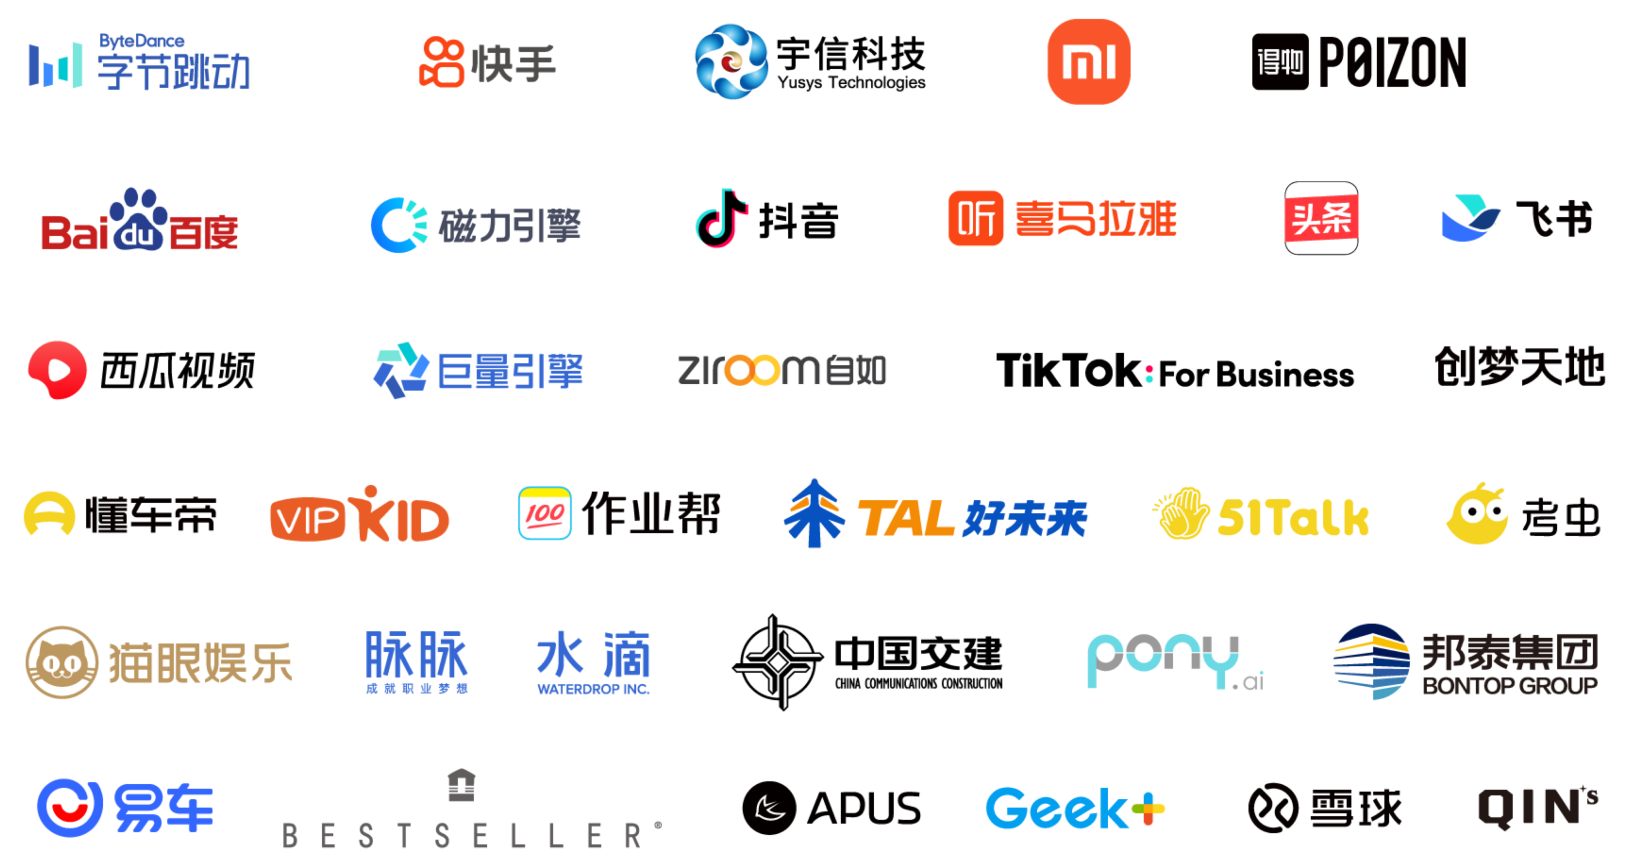 ByteDance
字节跳动
快手
宇信科技
Yusys Technologies
mi
得物 POIZON
Bai du 百度
磁力引擎
抖音
听 喜马拉雅
头条
飞书
西瓜视频
巨量引擎
ziroom 自如
TikTok: For Business
创梦天地
懂车帝
VIPKID
100 作业帮
TAL 好未来
51Talk
考虫
猫眼娱乐
脉脉
成就职业梦想
水滴
WATERDROP INC.
中国交建
CHINA COMMUNICATIONS CONSTRUCTION
pony.ai
邦泰集团
BONTOP GROUP
易车
BESTSELLER®
APUS
Geek+
雪球
QIN+s